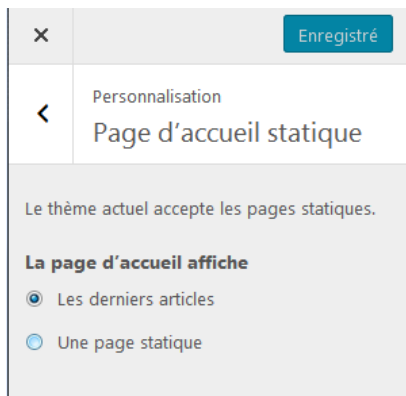 Enregistré
Personnalisation
Page d'accueil statique
Le thème actuel accepte les pages statiques.
La page d'accueil affiche
Les derniers articles
Une page statique